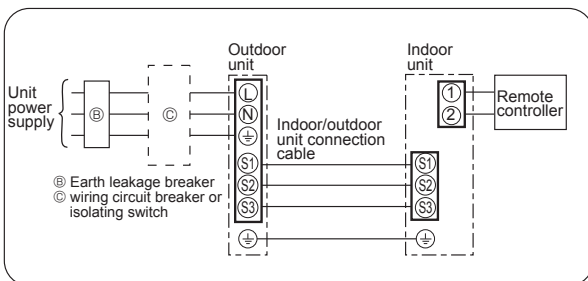 Outdoor
unit
Indoor
unit
Unit
power
supply
Ⓑ
Ⓒ
L
N
S1
S2
S3
Indoor/outdoor
unit connection
cable
1
2
S1
S2
S3
Remote
controller
Ⓑ Earth leakage breaker
Ⓒ wiring circuit breaker or
isolating switch